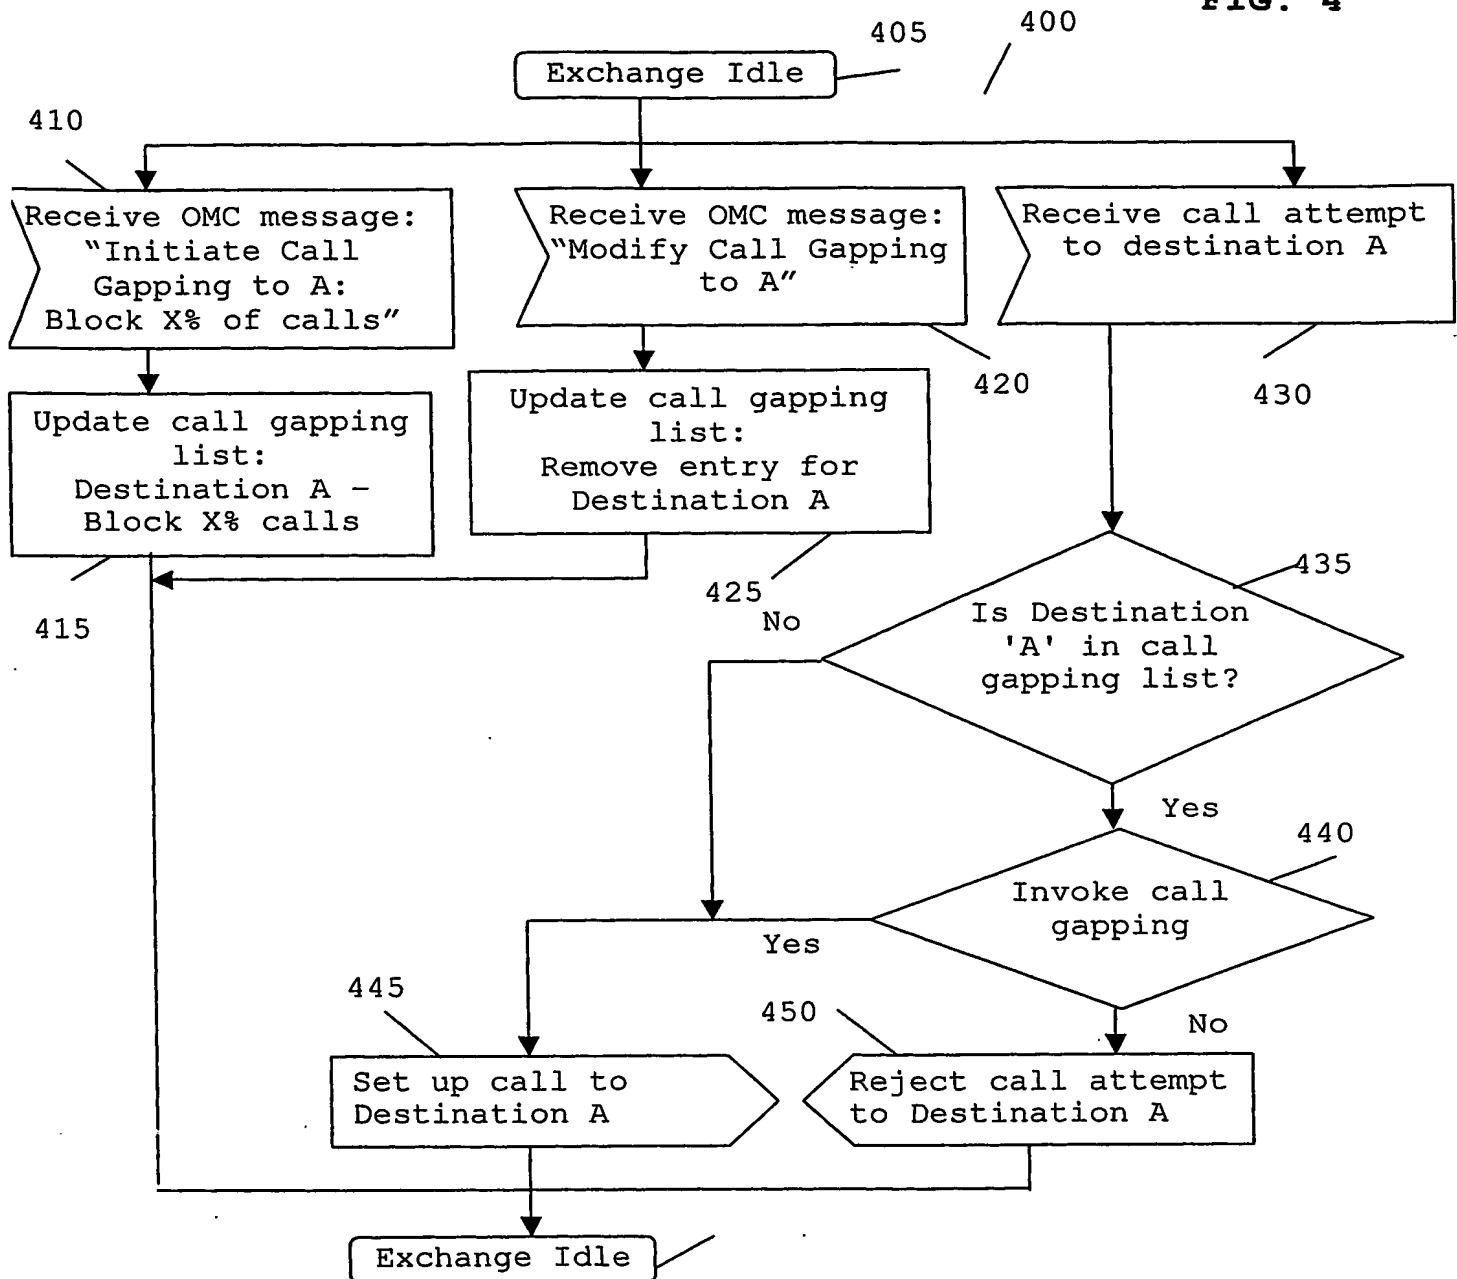 FIG. 4
400
405
Exchange Idle
410
Receive OMC message:
“Initiate Call
Gapping to A:
Block X% of calls”
Receive OMC message:
“Modify Call Gapping
to A”
Receive call attempt
to destination A
420
430
Update call gapping
list:
Destination A –
Block X% calls
Update call gapping
list:
Remove entry for
Destination A
415
425
435
No
Is Destination
'A' in call
gapping list?
Yes
440
Invoke call
gapping
Yes
No
445
450
Set up call to
Destination A
Reject call attempt
to Destination A
Exchange Idle